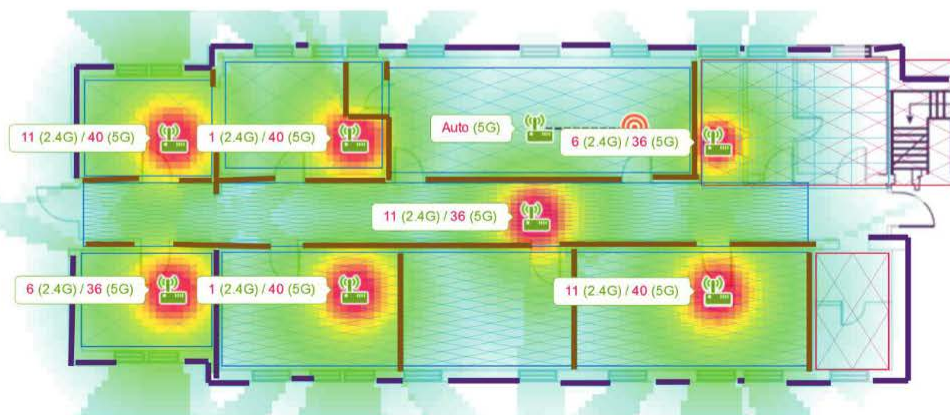 11 (2.4G) / 40 (5G)
1 (2.4G) / 40 (5G)
Auto (5G)
6 (2.4G) / 36 (5G)
11 (2.4G) / 36 (5G)
6 (2.4G) / 36 (5G)
1 (2.4G) / 40 (5G)
11 (2.4G) / 40 (5G)